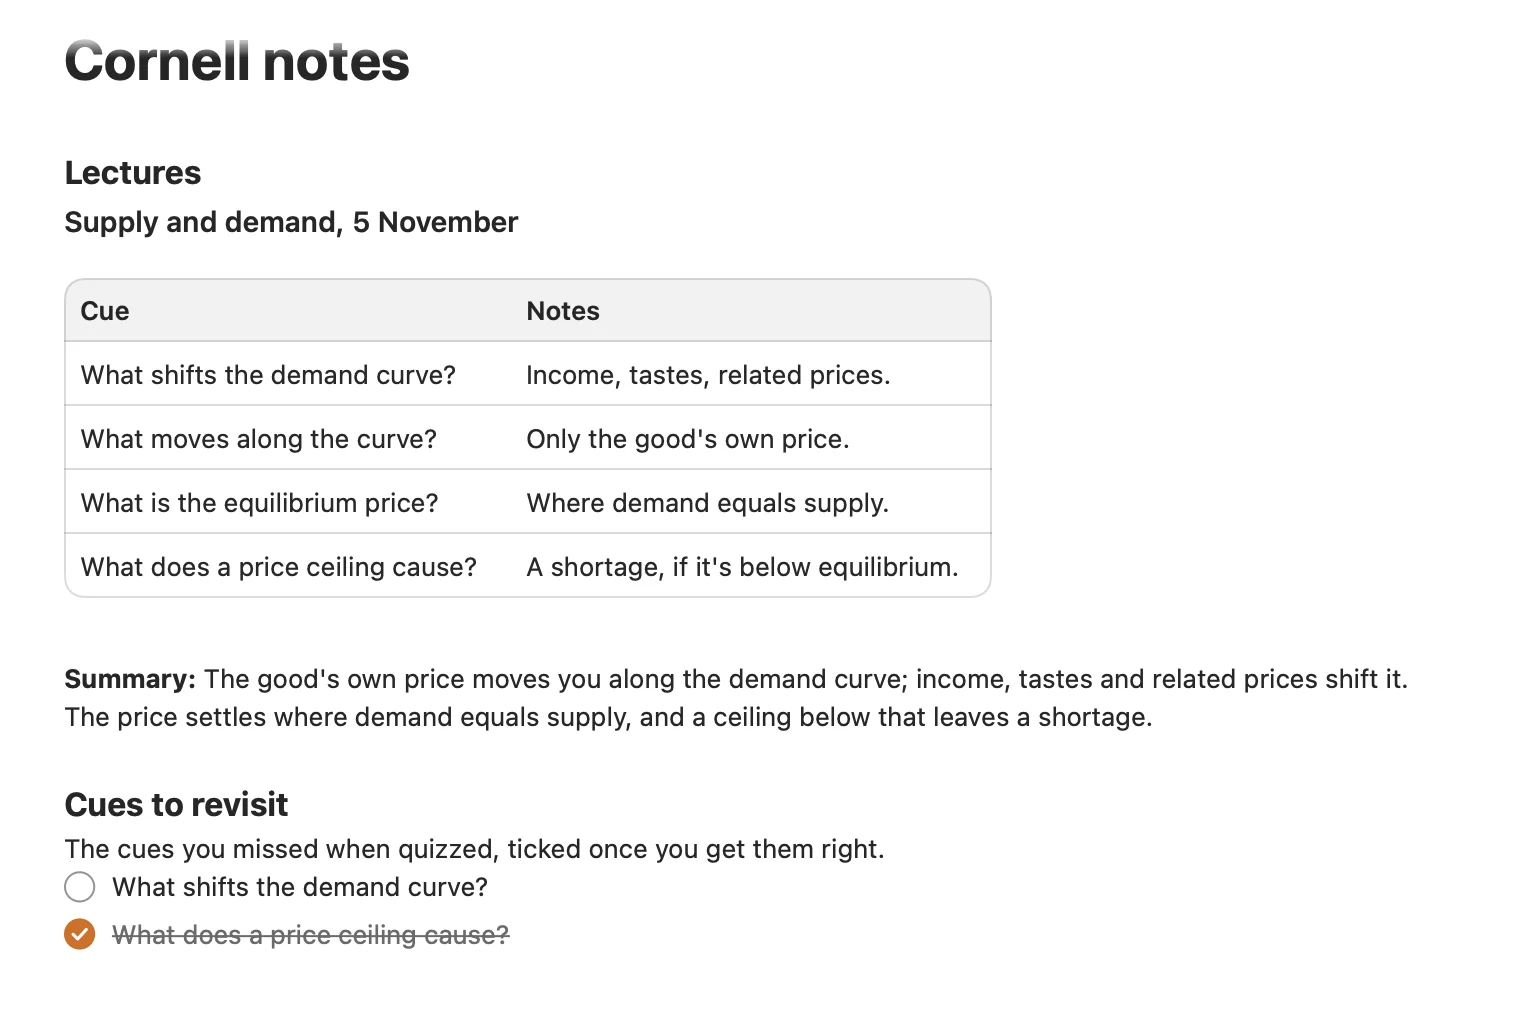 Cornell notes
Lectures
Supply and demand, 5 November
Cue Notes
What shifts the demand curve? Income, tastes, related prices.
What moves along the curve? Only the good's own price.
What is the equilibrium price? Where demand equals supply.
What does a price ceiling cause? A shortage, if it's below equilibrium.
Summary: The good's own price moves you along the demand curve; income, tastes and related prices shift it.
The price settles where demand equals supply, and a ceiling below that leaves a shortage.
Cues to revisit
The cues you missed when quizzed, ticked once you get them right.
What shifts the demand curve?
What does a price ceiling cause?